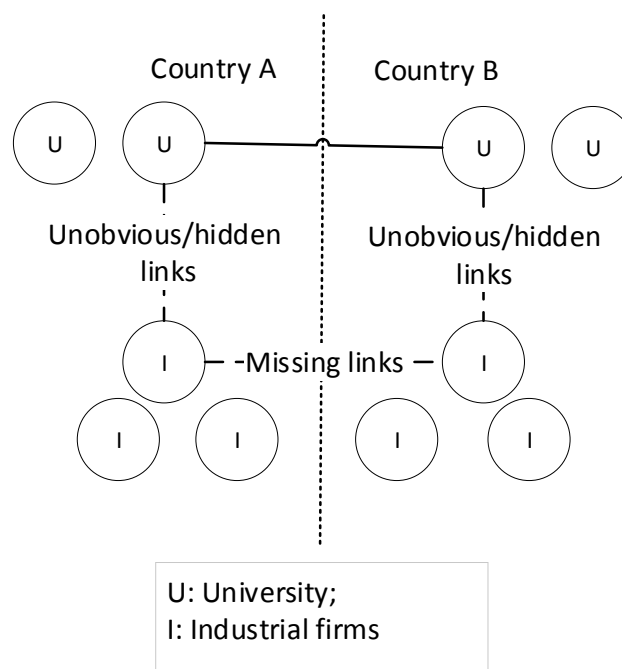 Country A
Country B
U
U
U
U
Unobvious/hidden
links
Unobvious/hidden
links
I
Missing links
I
I
I
I
I
U: University;
I: Industrial firms